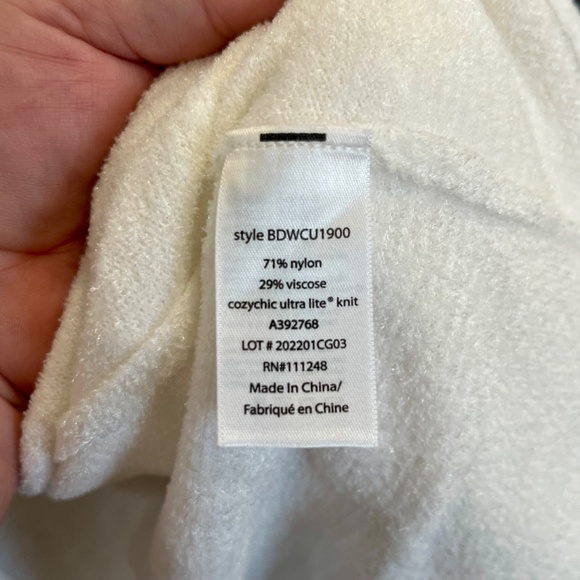 style BDWCU1900
71% nylon
29% viscose
cozychic ultra lite® knit
A392768
LOT # 202201CG03
RN#111248
Made In China/
Fabriqué en Chine